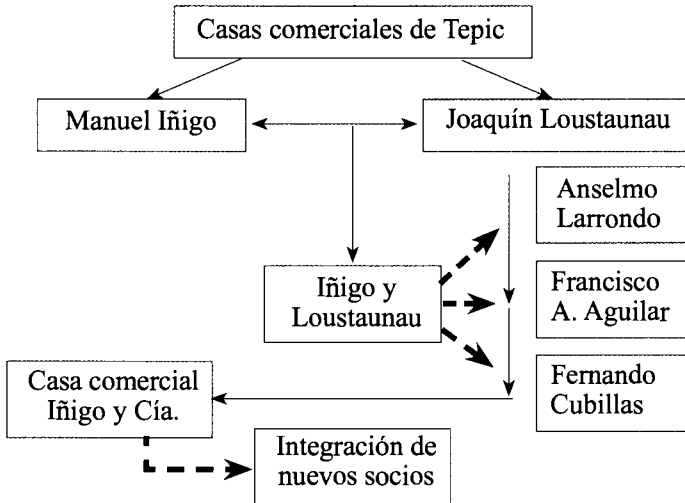 Casas comerciales de Tepic
Manuel Iñigo
Joaquín Loustaunau
Anselmo
Larrondo
Iñigo y
Loustaunau
Francisco
A. Aguilar
Casa comercial
Iñigo y Cía.
Fernando
Cubillas
Integración de
nuevos socios